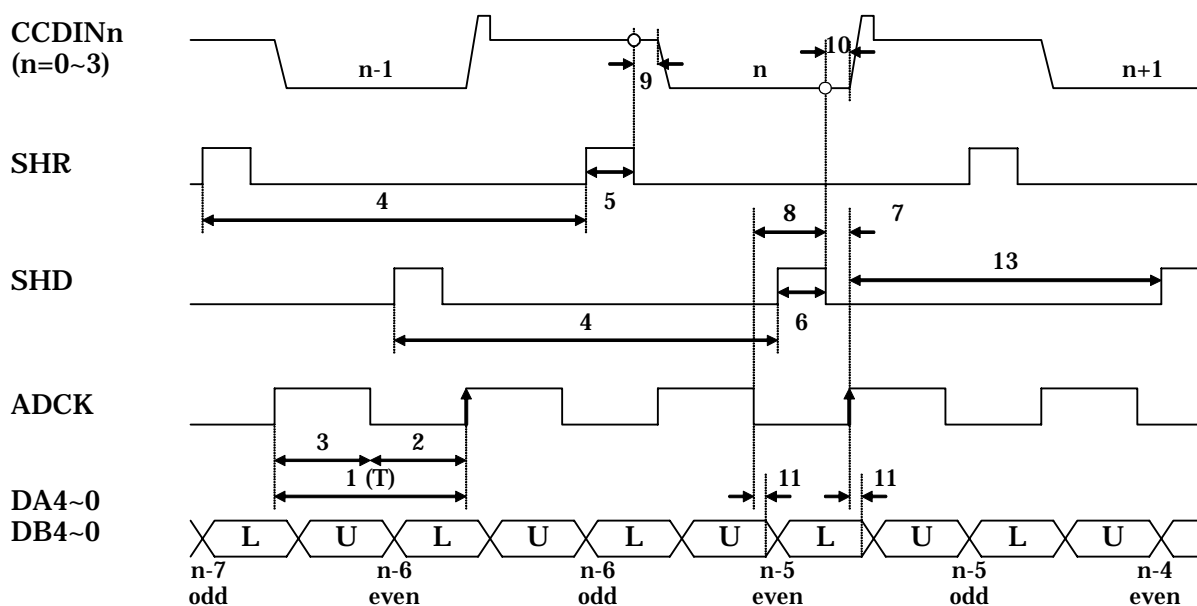 CCDINn
(n=0~3)
n-1
9
n
10
n+1
SHR
4
5
8
7
SHD
13
4
6
ADCK
3
2
1 (T)
11
11
DA4~0
DB4~0
L U L U L U L U L U
n-7 n-6 n-6 n-5 n-5 n-4
odd even odd even odd even